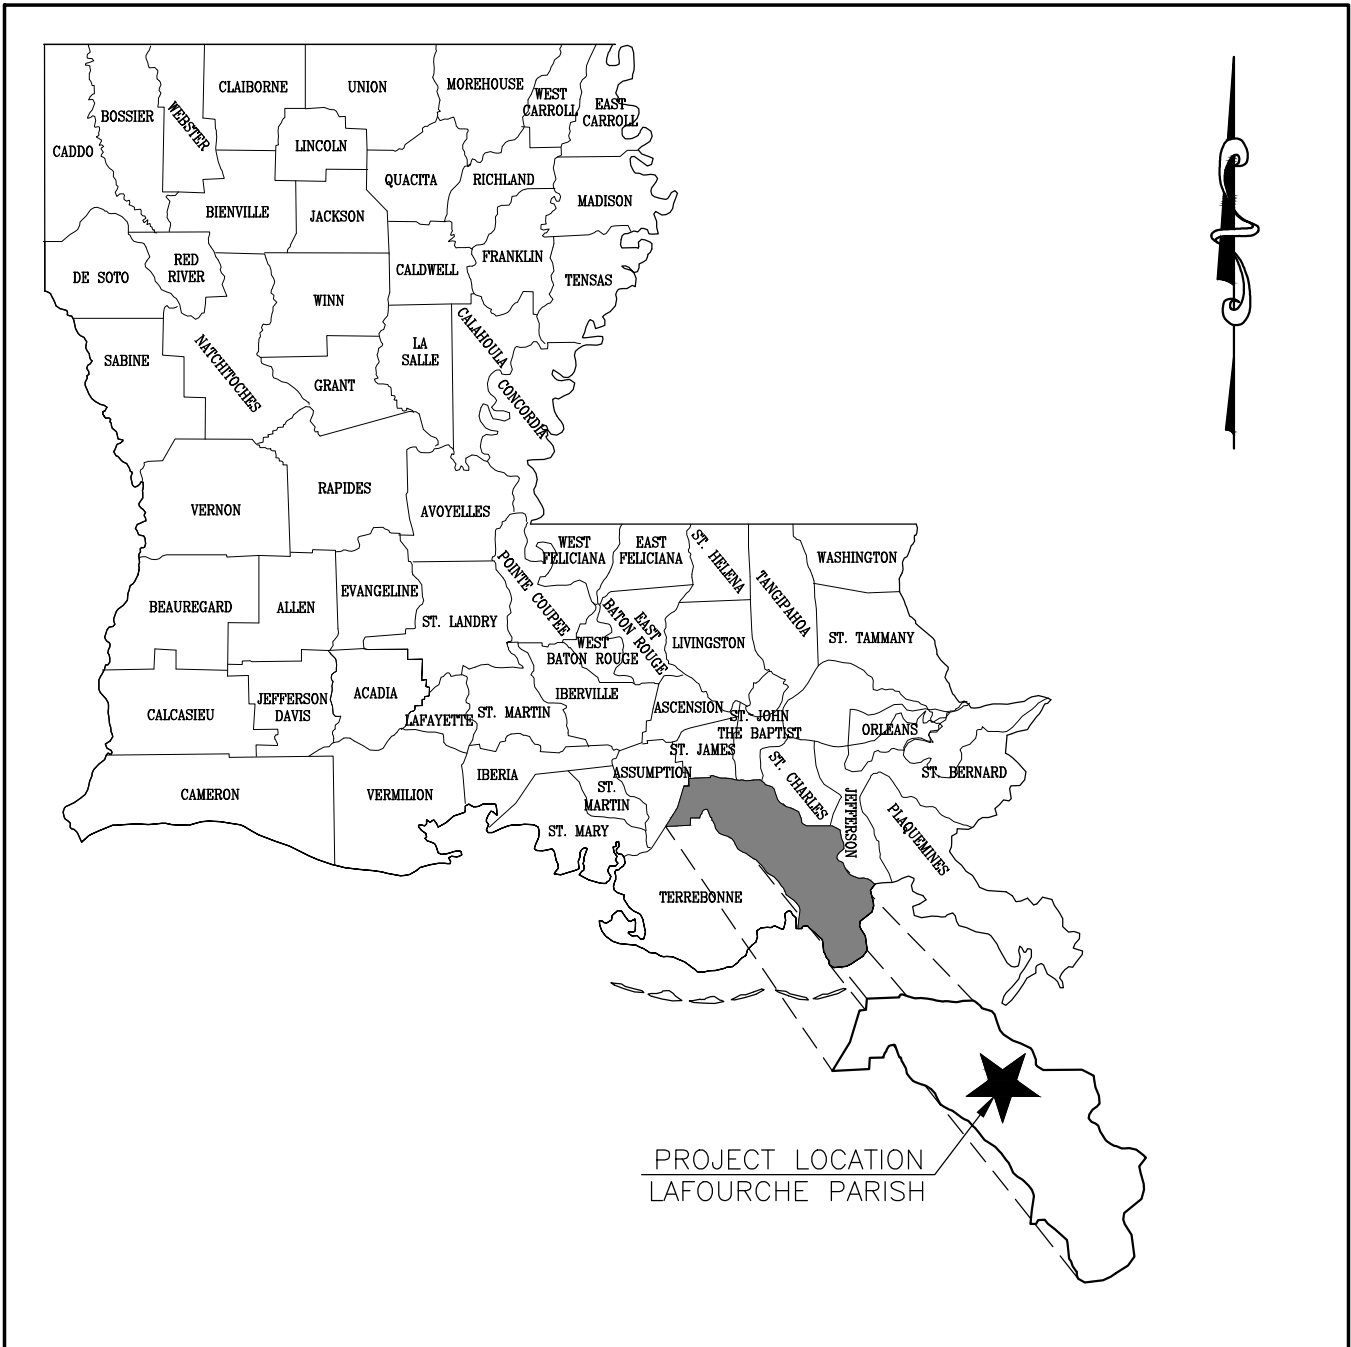 CLAIBORNE
UNION
MOREHOUSE
WEST
CARROLL
EAST
CARROLL
BOSSIER
WEBSTER
CADDO
LINCOLN
QUACITA
RICHLAND
MADISON
BIENVILLE
JACKSON
FRANKLIN
RED
RIVER
DE SOTO
CALDWELL
TENSAS
WINN
CALAHOULA
LA
SALLE
SABINE
NATCHITOCHES
GRANT
CONCORDIA
RAPIDES
VERNON
AVOYELLES
WEST
FELICIANA
EAST
FELICIANA
ST. HELENA
TANGIPAHOA
WASHINGTON
POINTE COUPEE
EVANGELINE
BEAUREGARD
ALLEN
ST. LANDRY
EAST
BATON ROUGE
WEST
BATON ROUGE
LIVINGSTON
ST. TAMMANY
JEFFERSON
DAVIS
ACADIA
IBERVILLE
CALCASIEU
LAFAYETTE
ST. MARTIN
ASCENSION
ST. JOHN
THE BAPTIST
ORLEANS
ST. JAMES
IBERIA
ASSUMPTION
ST. CHARLES
ST. BERNARD
CAMERON
VERMILION
ST.
MARTIN
ST. MARY
JEFFERSON
PLAQUEMINES
TERREBONNE
PROJECT LOCATION
LAFOURCHE PARISH